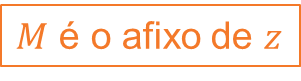 M é o afixo de z